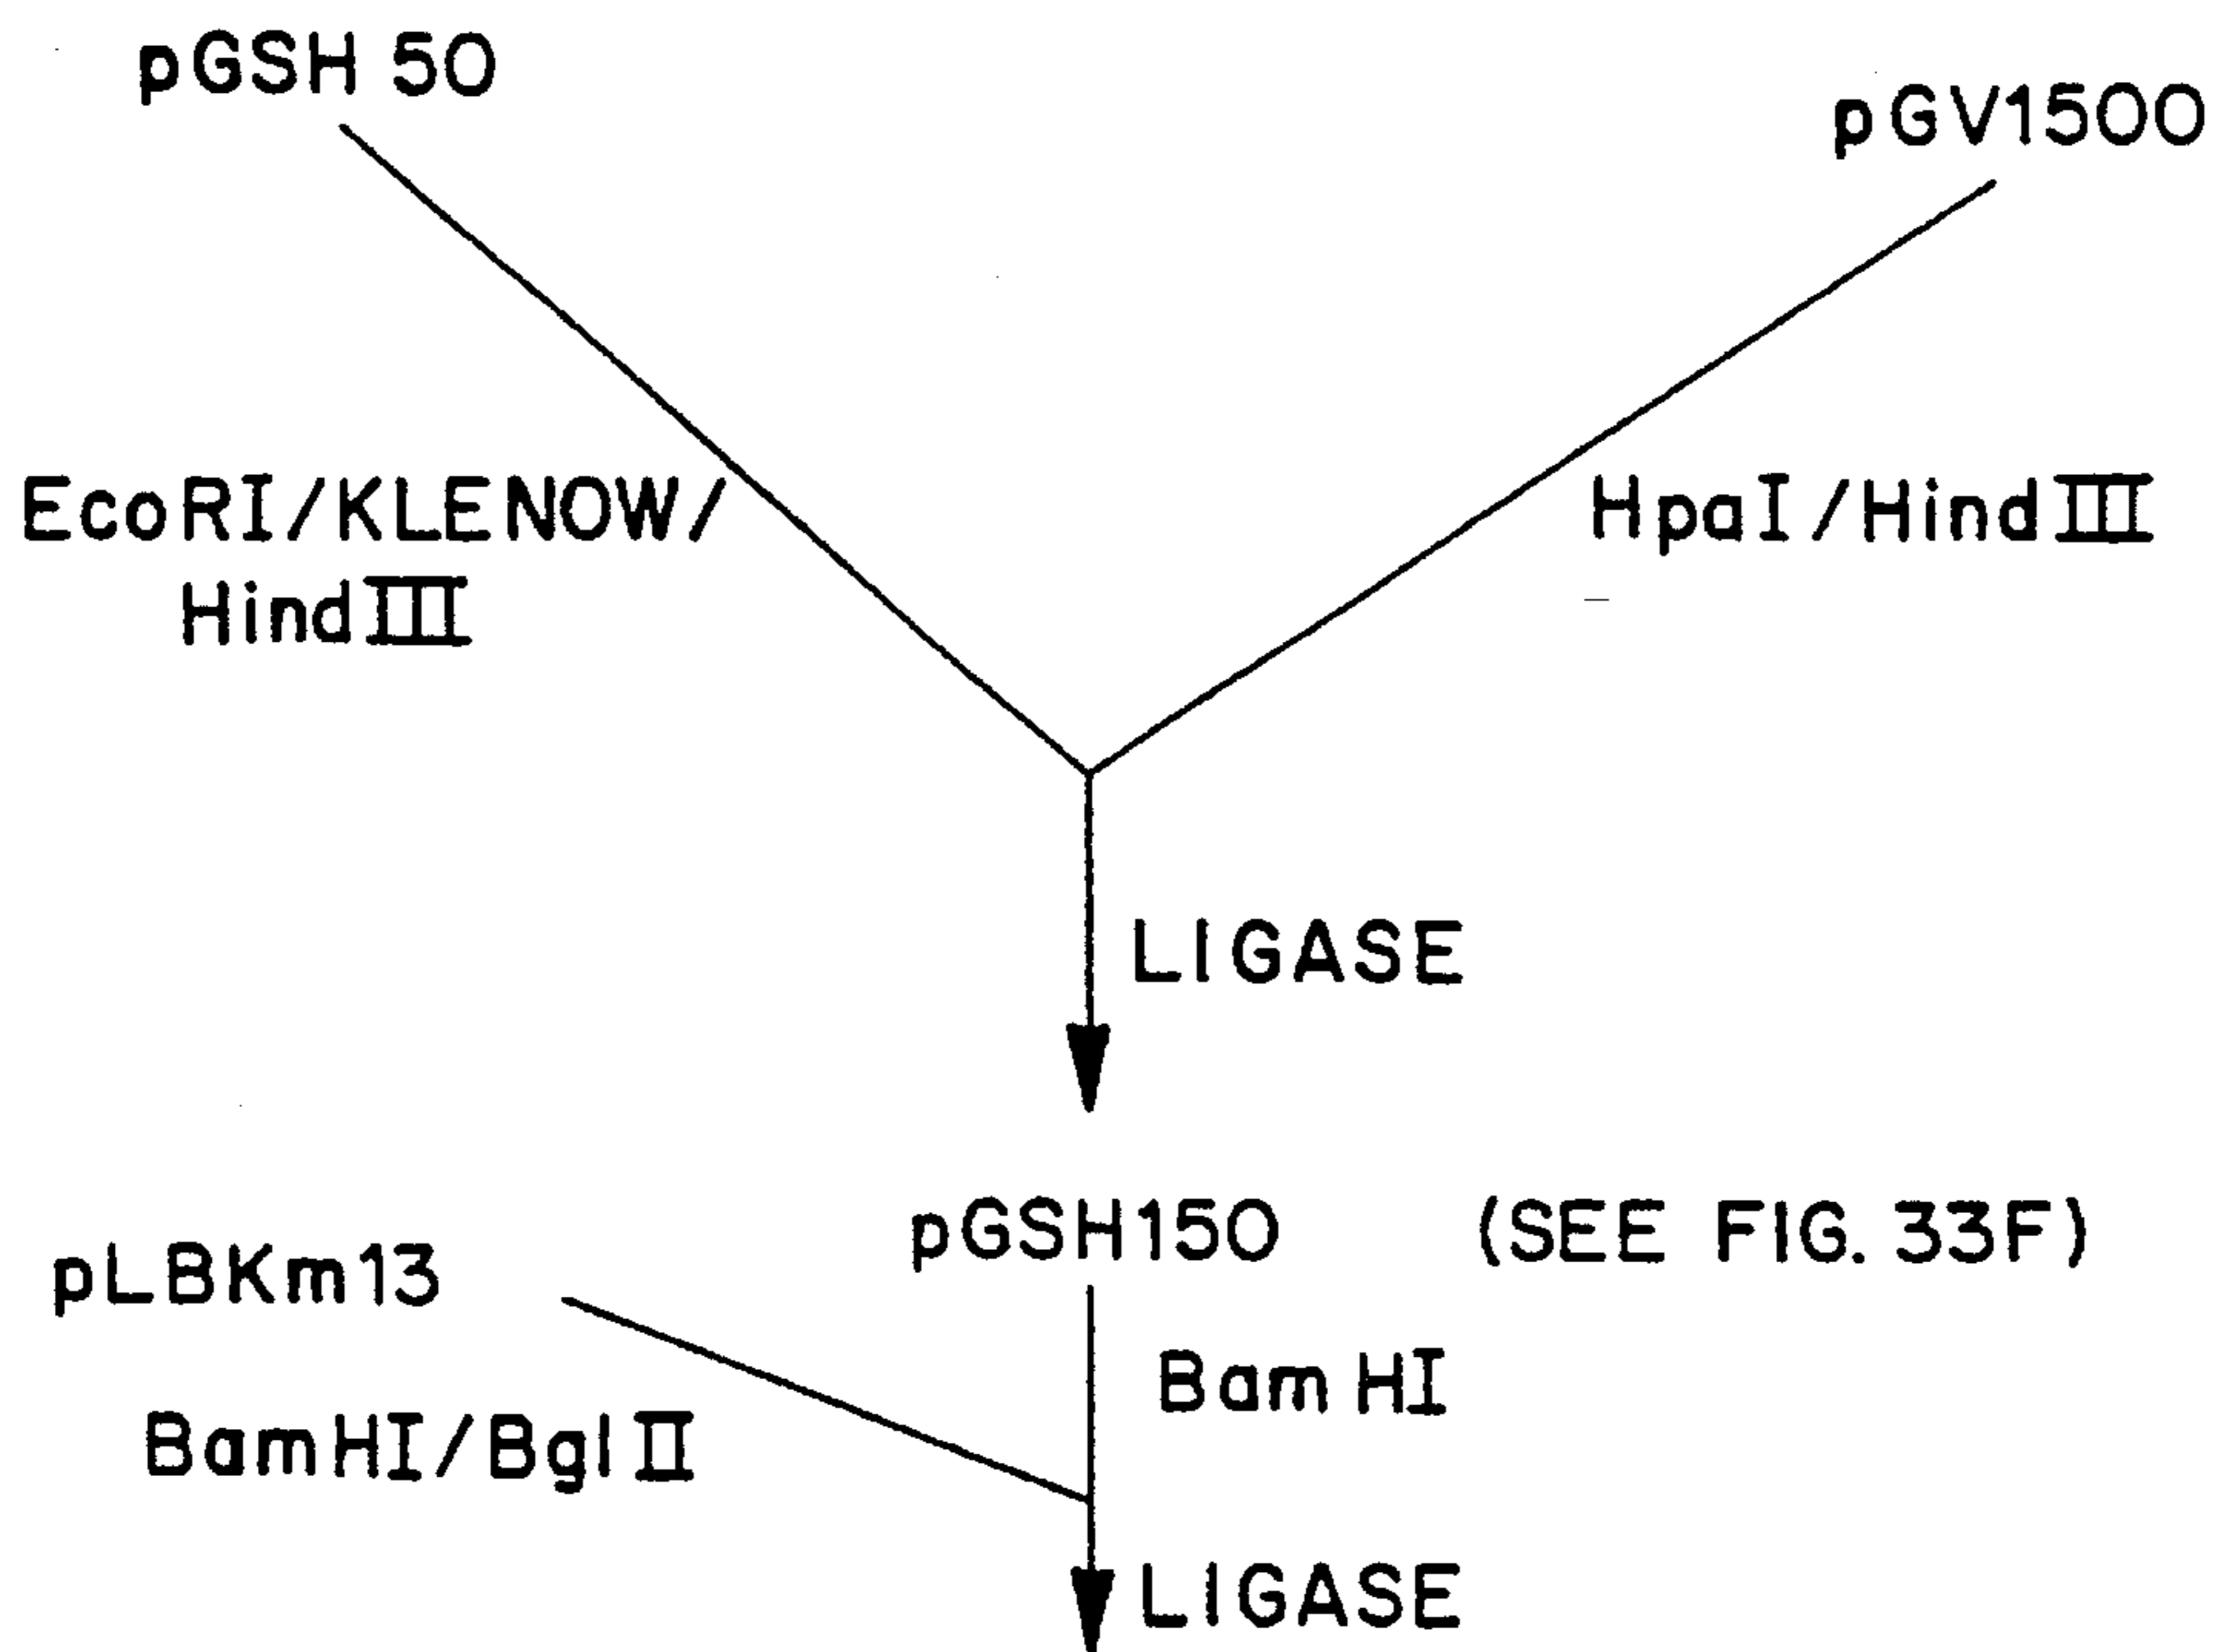 pGSH 50
pGV1500
EcoRI/KLENOW/
HindIII
HpaI/HindIII
LIGASE
pGSH150 (SEE FIG. 33F)
pLBKm13
BamHI
BamHI/BglII
LIGASE